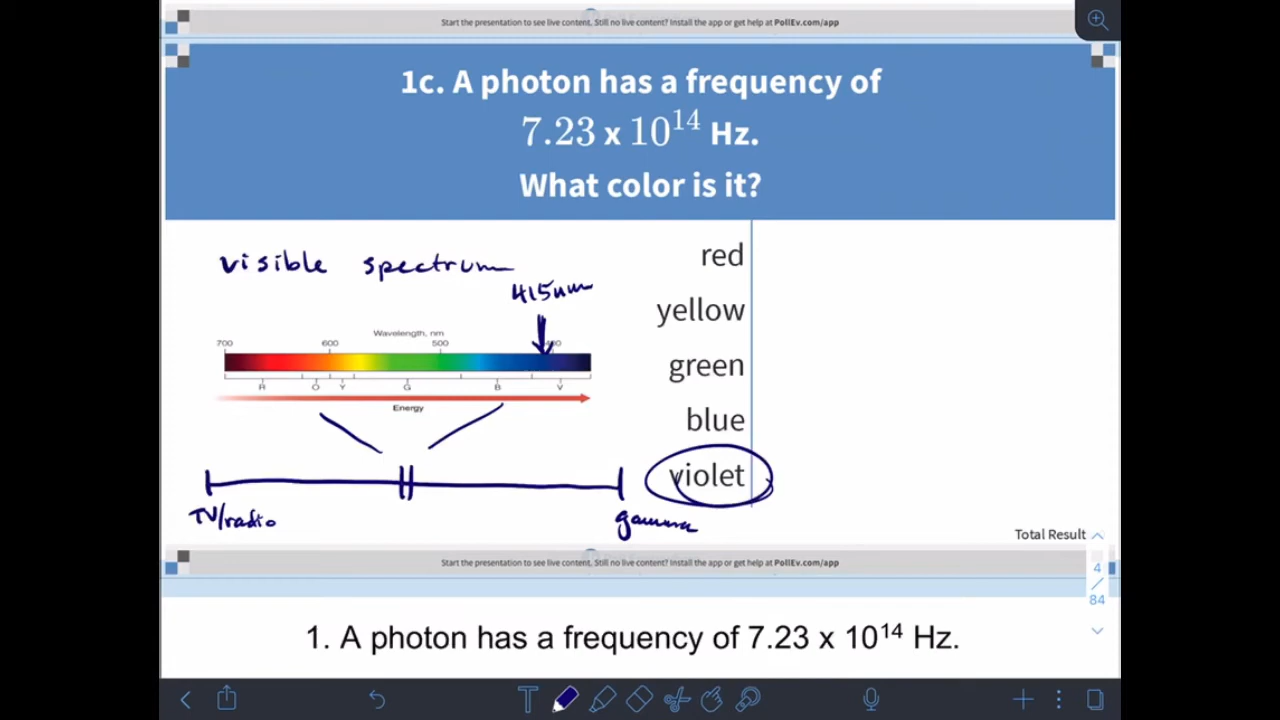 Start the presentation to see live content. Still no live content? Install the app or get help at PollEv.com/app
1c. A photon has a frequency of
7.23 x 10¹⁴ Hz.
What color is it?
visible spectrum
415nm
Wavelength, nm
700 600 500 400
R O Y G B V
Energy
TV/radio
gamma
red
yellow
green
blue
violet
Total Result
Start the presentation to see live content. Still no live content? Install the app or get help at PollEv.com/app
4
/
84
1. A photon has a frequency of 7.23 x 10¹⁴ Hz.